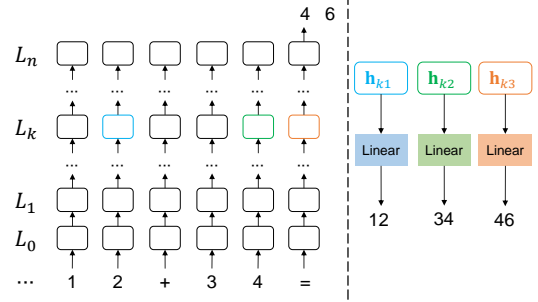 4 6
Lₙ
... ... ... ... ... ...
Lₖ
... ... ... ... ... ...
L₁
L₀
... 1 2 + 3 4 =
hₖ₁ hₖ₂ hₖ₃
Linear Linear Linear
12 34 46